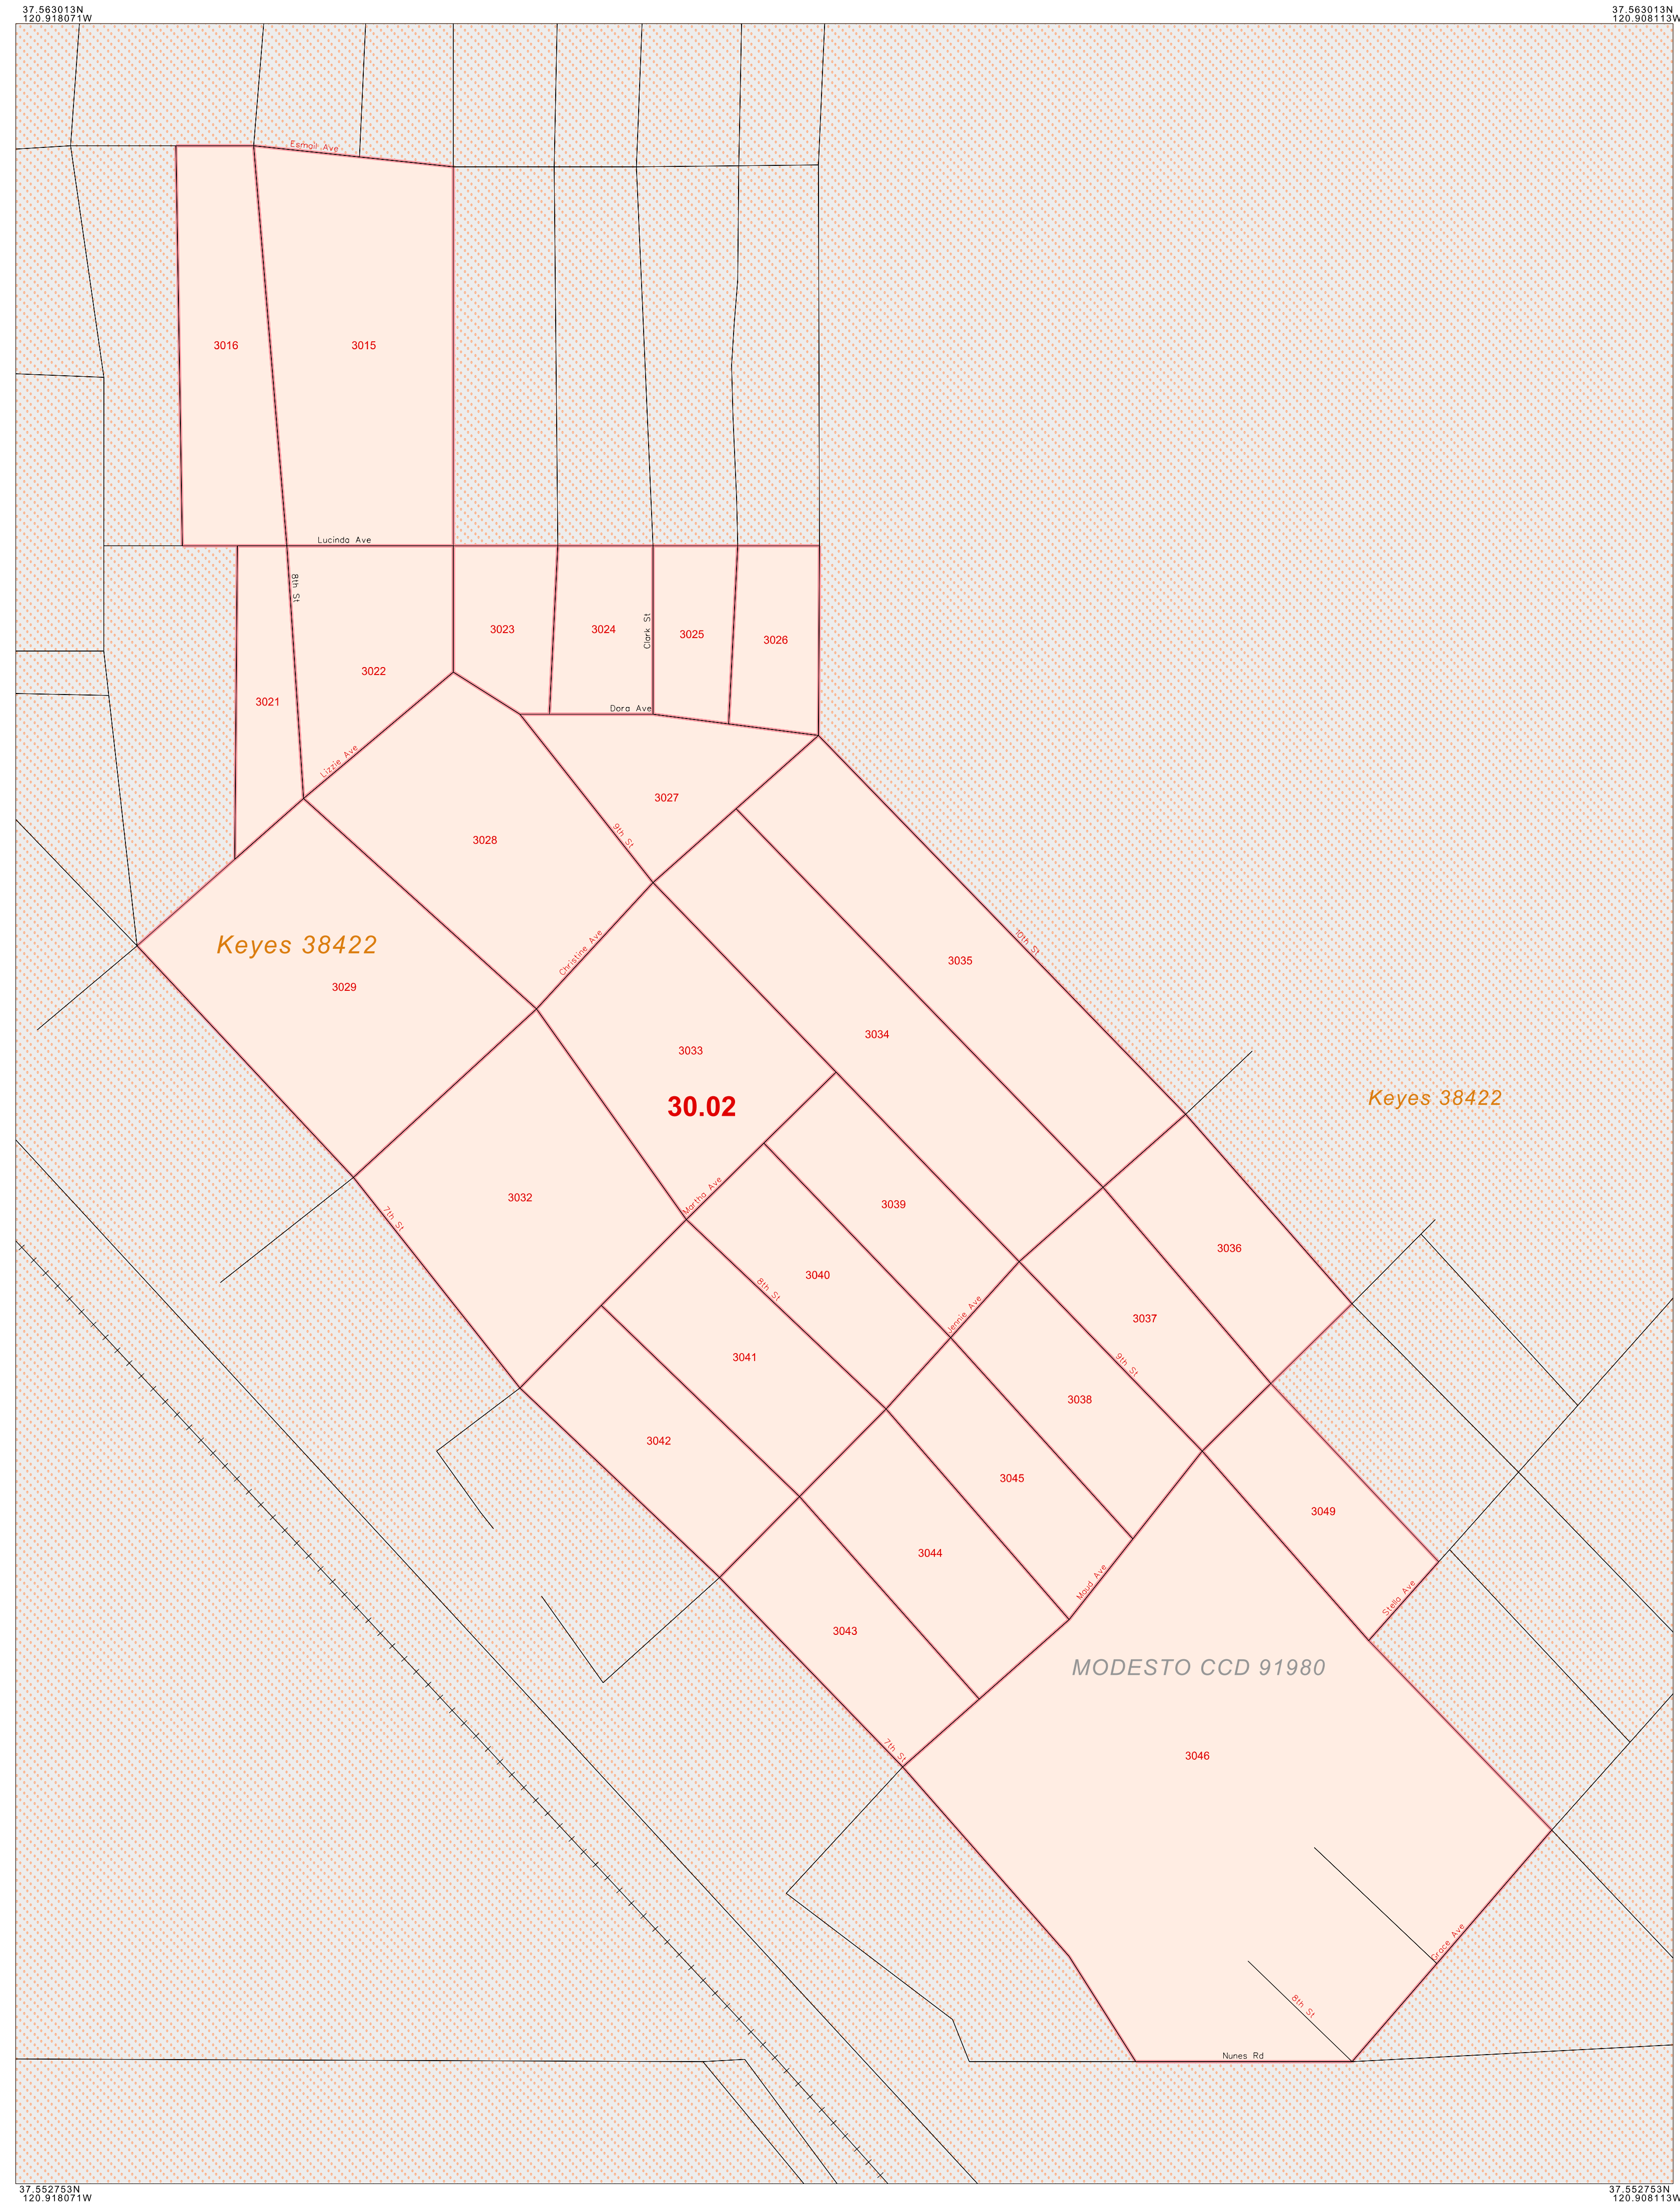 37.563013N
120.918071W
37.563013N
120.908113W
Esmail Ave
3016
3015
Lucinda Ave
8th St
Clark St
3023
3024
3025
3026
3022
3021
Dora Ave
Lizzie Ave
3027
9th St
3028
Keyes 38422
Christine Ave
10th St
3035
3029
3034
3033
30.02
Keyes 38422
Martha Ave
3032
3039
7th St
3036
3040
8th St
Jennie Ave
3037
3041
9th St
3038
3042
3045
3049
3044
Maud Ave
Stella Ave
3043
MODESTO CCD 91980
7th St
3046
Grace Ave
8th St
Nunes Rd
37.552753N
120.918071W
37.552753N
120.908113W